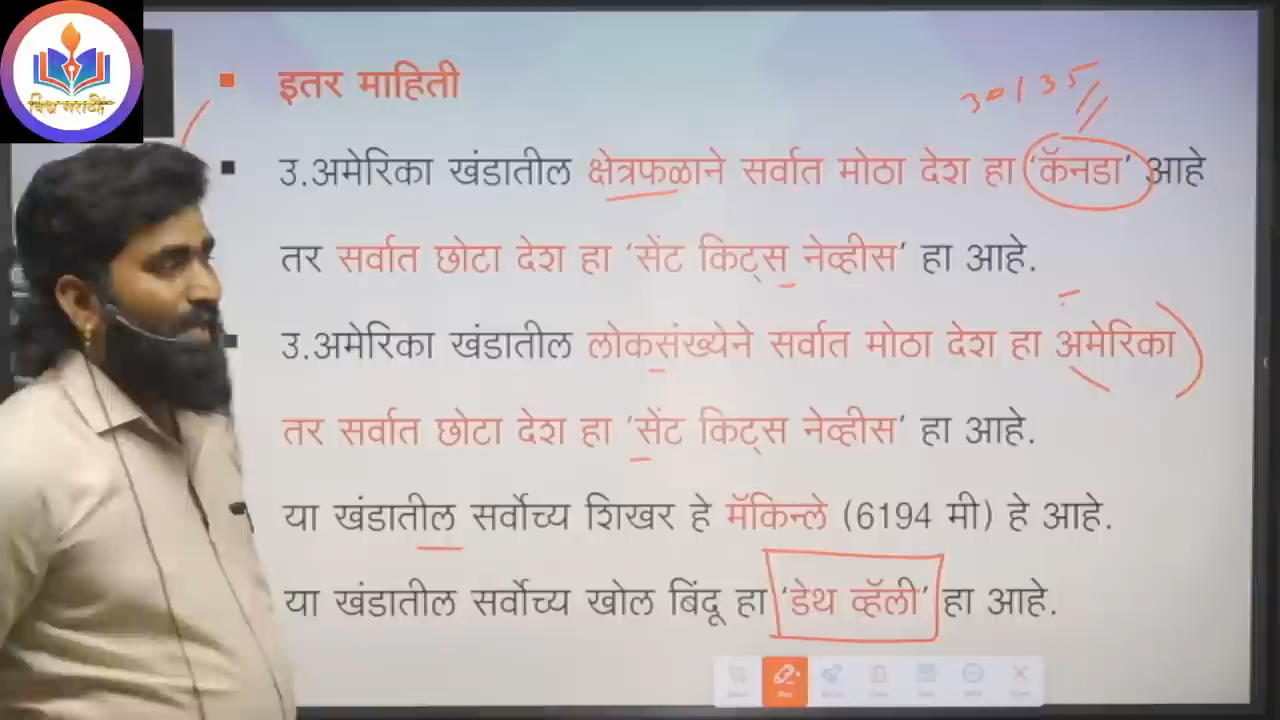 इतर माहिती
30135
उ.अमेरिका खंडातील क्षेत्रफळाने सर्वात मोठा देश हा 'कॅनडा' आहे
तर सर्वात छोटा देश हा 'सेंट किट्स नेव्हीस' हा आहे.
उ.अमेरिका खंडातील लोकसंख्येने सर्वात मोठा देश हा अमेरिका
तर सर्वात छोटा देश हा 'सेंट किट्स नेव्हीस' हा आहे.
या खंडातील सर्वोच्य शिखर हे मॅकिन्ले (6194 मी) हे आहे.
या खंडातील सर्वोच्य खोल बिंदू हा 'डेथ व्हॅली' हा आहे.